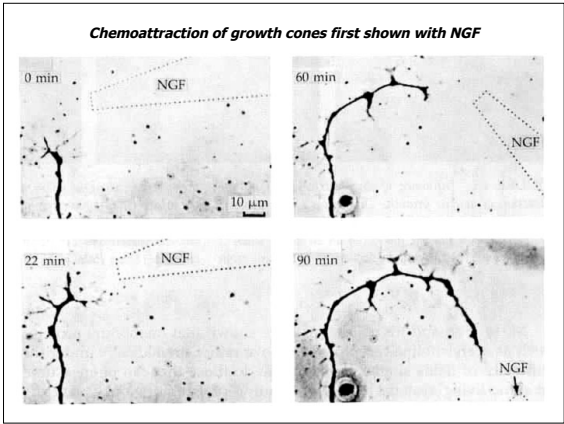 Chemoattraction of growth cones first shown with NGF
0 min
NGF
10 μm
60 min
NGF
22 min
NGF
90 min
NGF